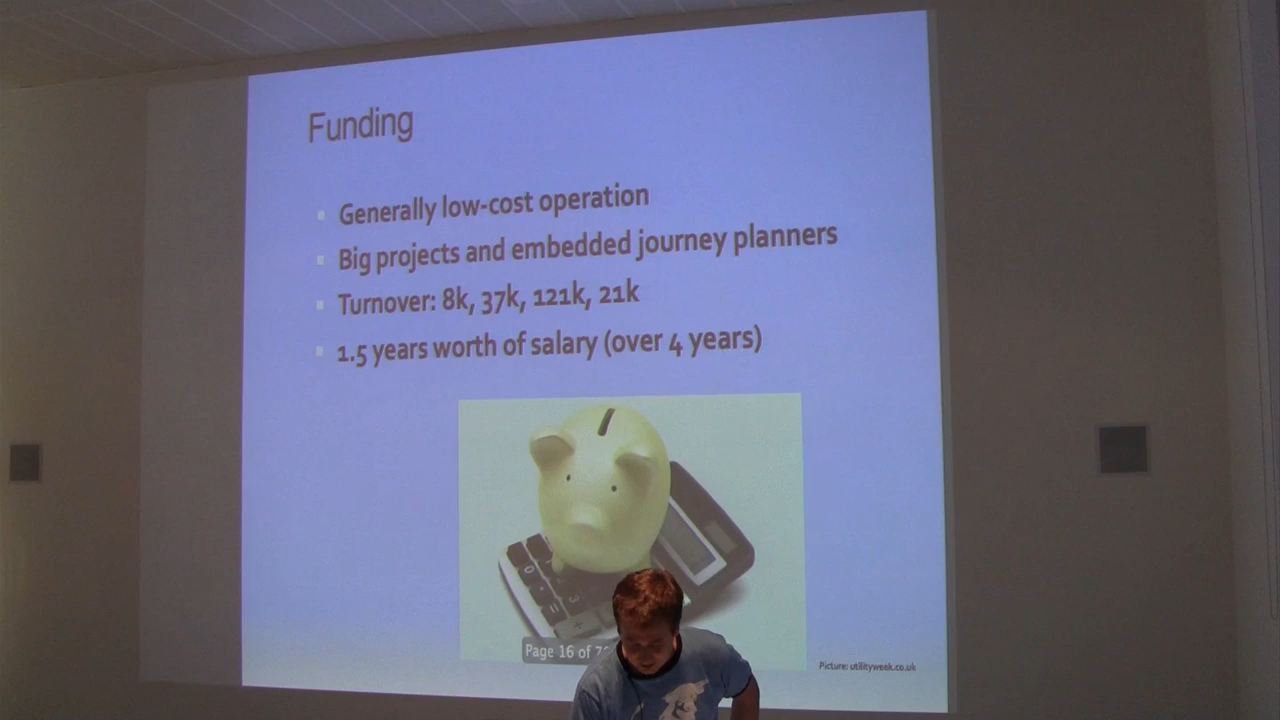 Funding
Generally low-cost operation
Big projects and embedded journey planners
Turnover: 8k, 37k, 121k, 21k
1.5 years worth of salary (over 4 years)
Page 16 of
Picture: utilityweek.co.uk